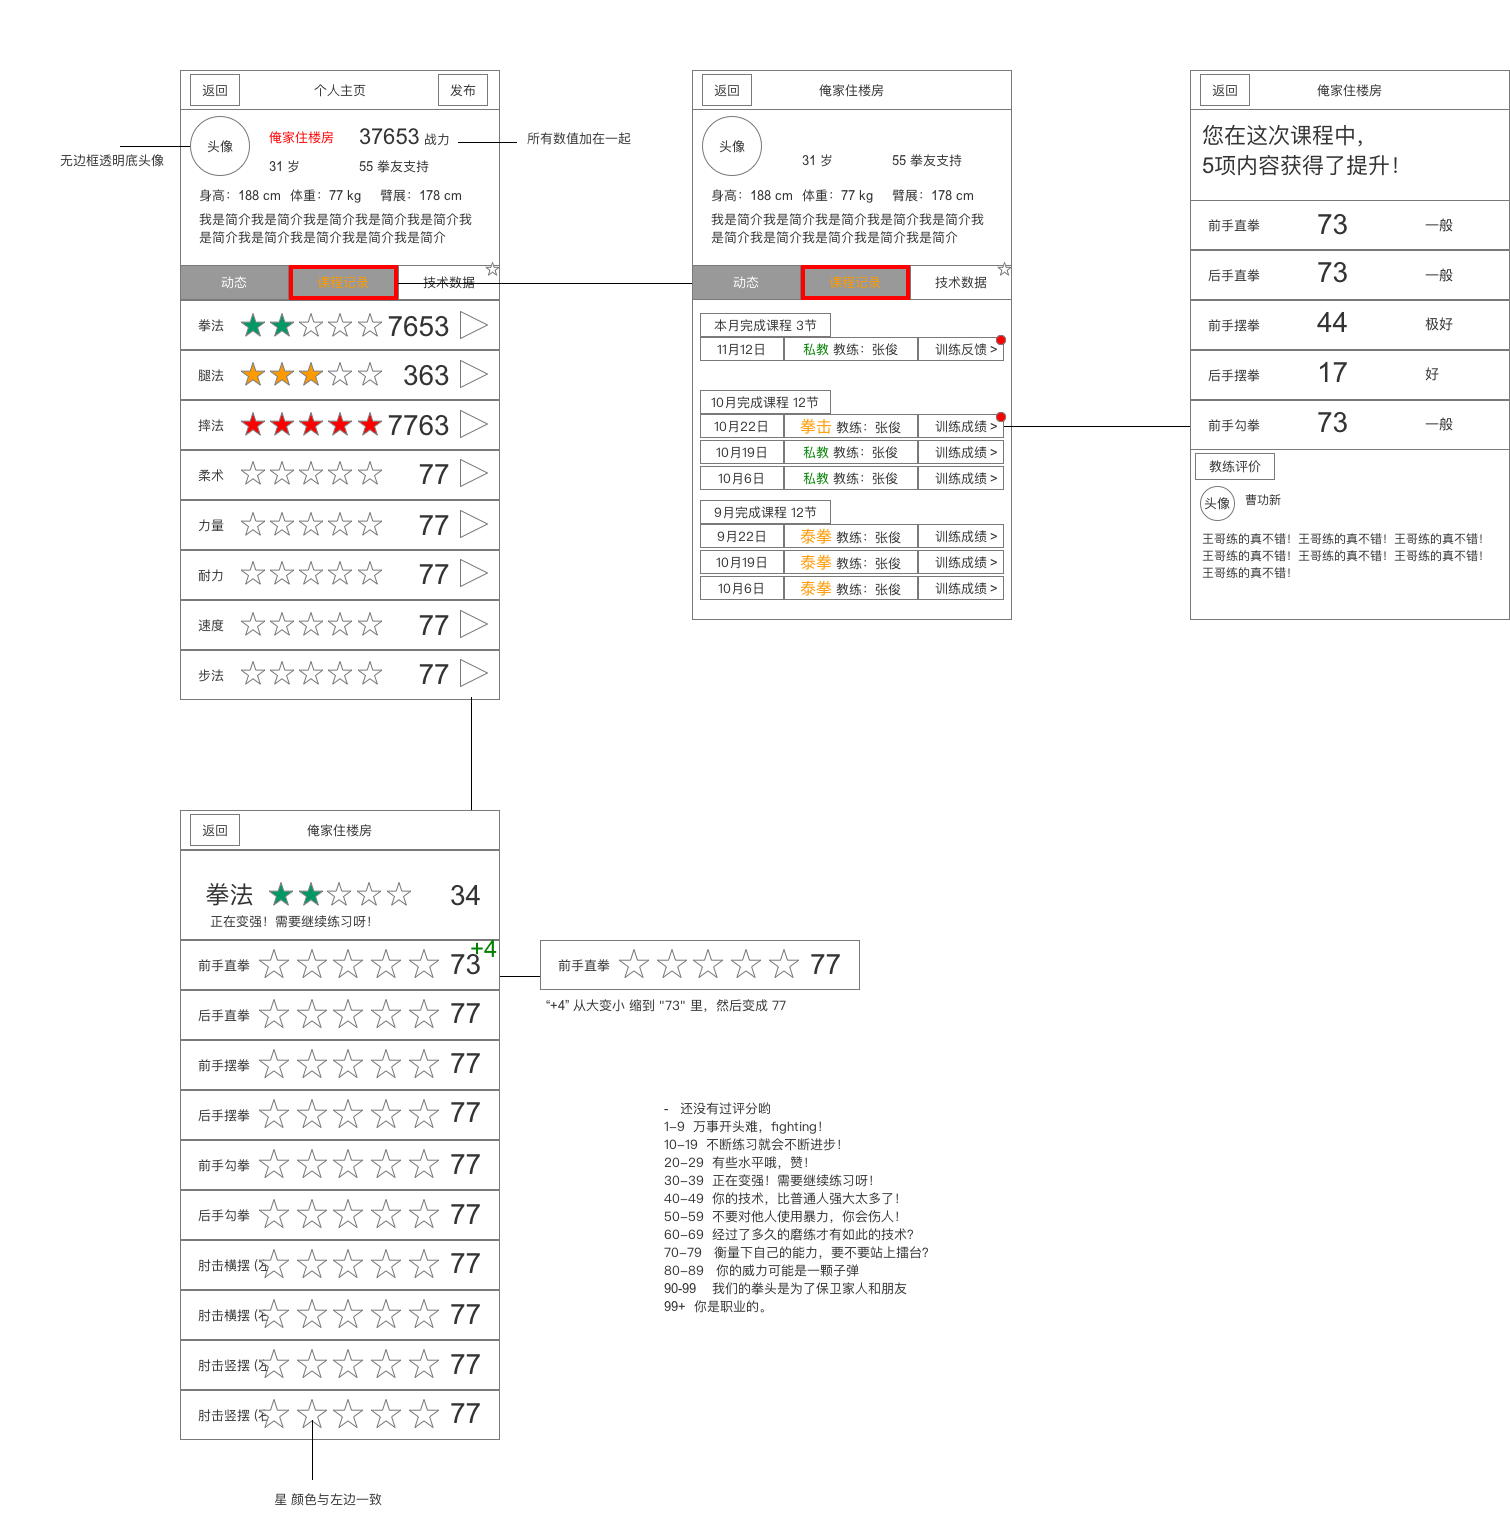 返回
个人主页
发布
头像
俺家住楼房
37653 战力
31 岁
55 拳友支持
身高：188 cm 体重：77 kg 臂展：178 cm
我是简介我是简介我是简介我是简介我是简介我
是简介我是简介我是简介我是简介我是简介
动态
课程记录
技术数据
拳法
7653
腿法
363
摔法
7763
柔术
77
力量
77
耐力
77
速度
77
步法
77
无边框透明底头像
所有数值加在一起
返回
俺家住楼房
头像
31 岁
55 拳友支持
身高：188 cm 体重：77 kg 臂展：178 cm
我是简介我是简介我是简介我是简介我是简介我
是简介我是简介我是简介我是简介我是简介
动态
课程记录
技术数据
本月完成课程 3节
11月12日
私教 教练：张俊
训练反馈 >
10月完成课程 12节
10月22日
拳击 教练：张俊
训练成绩 >
10月19日
私教 教练：张俊
训练成绩 >
10月6日
私教 教练：张俊
训练成绩 >
9月完成课程 12节
9月22日
泰拳 教练：张俊
训练成绩 >
10月19日
泰拳 教练：张俊
训练成绩 >
10月6日
泰拳 教练：张俊
训练成绩 >
返回
俺家住楼房
您在这次课程中，
5项内容获得了提升！
前手直拳
73
一般
后手直拳
73
一般
前手摆拳
44
极好
后手摆拳
17
好
前手勾拳
73
一般
教练评价
头像
曹功新
王哥练的真不错！王哥练的真不错！王哥练的真不错！
王哥练的真不错！王哥练的真不错！王哥练的真不错！
王哥练的真不错！
返回
俺家住楼房
拳法
34
正在变强！需要继续练习呀！
+4
前手直拳
73
后手直拳
77
前手摆拳
77
后手摆拳
77
前手勾拳
77
后手勾拳
77
肘击横摆
77
肘击横摆
77
肘击竖摆
77
肘击竖摆
77
星 颜色与左边一致
前手直拳
77
“+4” 从大变小 缩到 "73" 里，然后变成 77
- 还没有过评分哟
1–9 万事开头难，fighting！
10–19 不断练习就会不断进步！
20–29 有些水平哦，赞！
30–39 正在变强！需要继续练习呀！
40–49 你的技术，比普通人强大太多了！
50–59 不要对他人使用暴力，你会伤人！
60–69 经过了多久的磨练才有如此的技术？
70–79 衡量下自己的能力，要不要站上擂台？
80–89 你的威力可能是一颗子弹
90-99 我们的拳头是为了保卫家人和朋友
99+ 你是职业的。